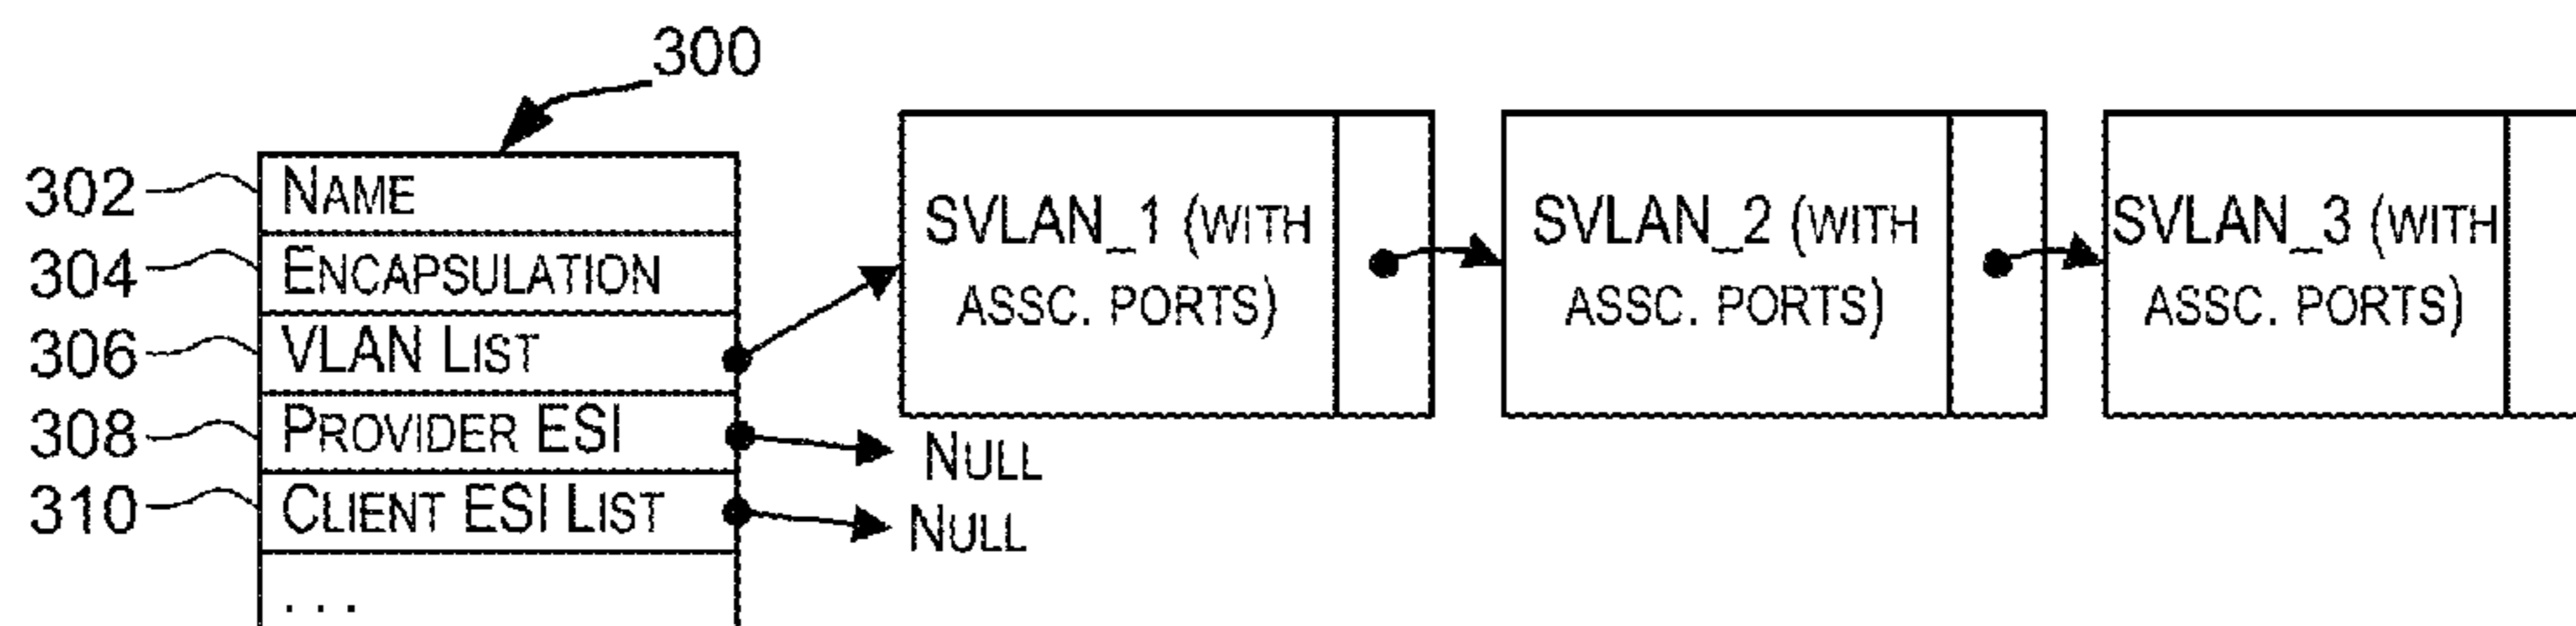 300
302 NAME
304 ENCAPSULATION
306 VLAN LIST
308 PROVIDER ESI
310 CLIENT ESI LIST
. . .
SVLAN_1 (WITH
ASSC. PORTS)
SVLAN_2 (WITH
ASSC. PORTS)
SVLAN_3 (WITH
ASSC. PORTS)
NULL
NULL